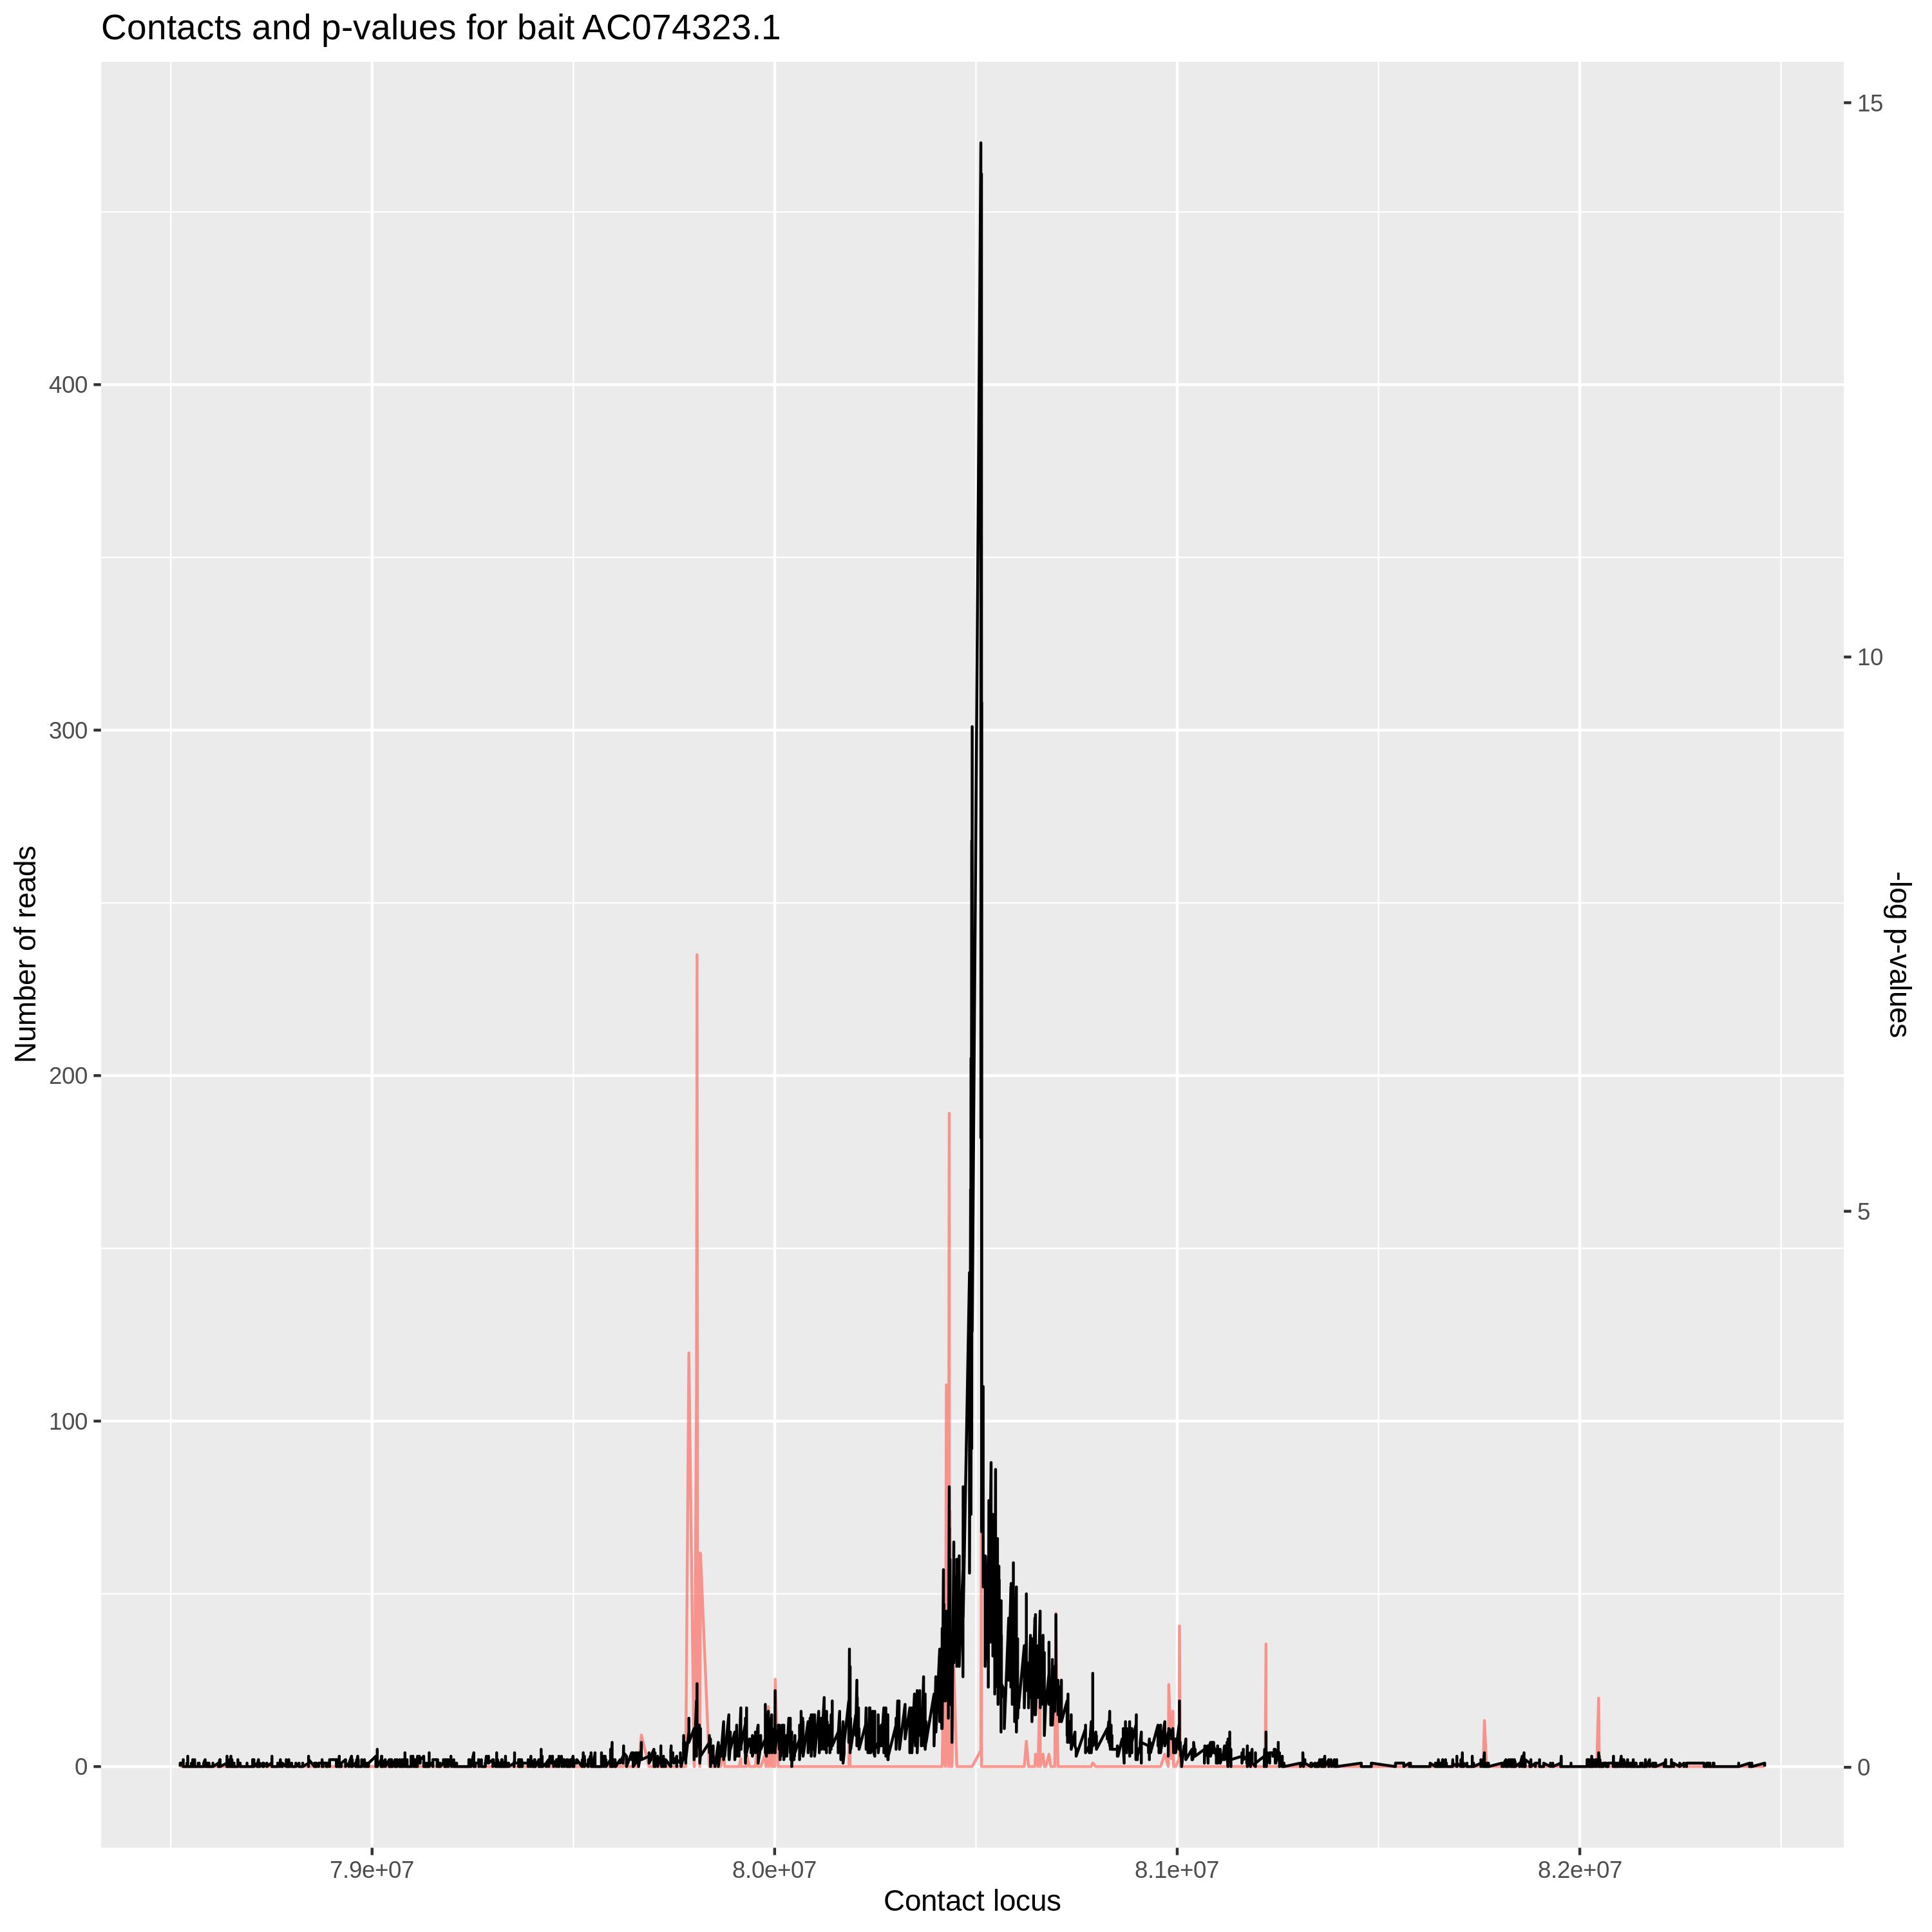 Contacts and p-values for bait AC074323.1
Number of reads
400
300
200
100
0
15
10
5
0
-log p-values
7.9e+07
8.0e+07
8.1e+07
8.2e+07
Contact locus